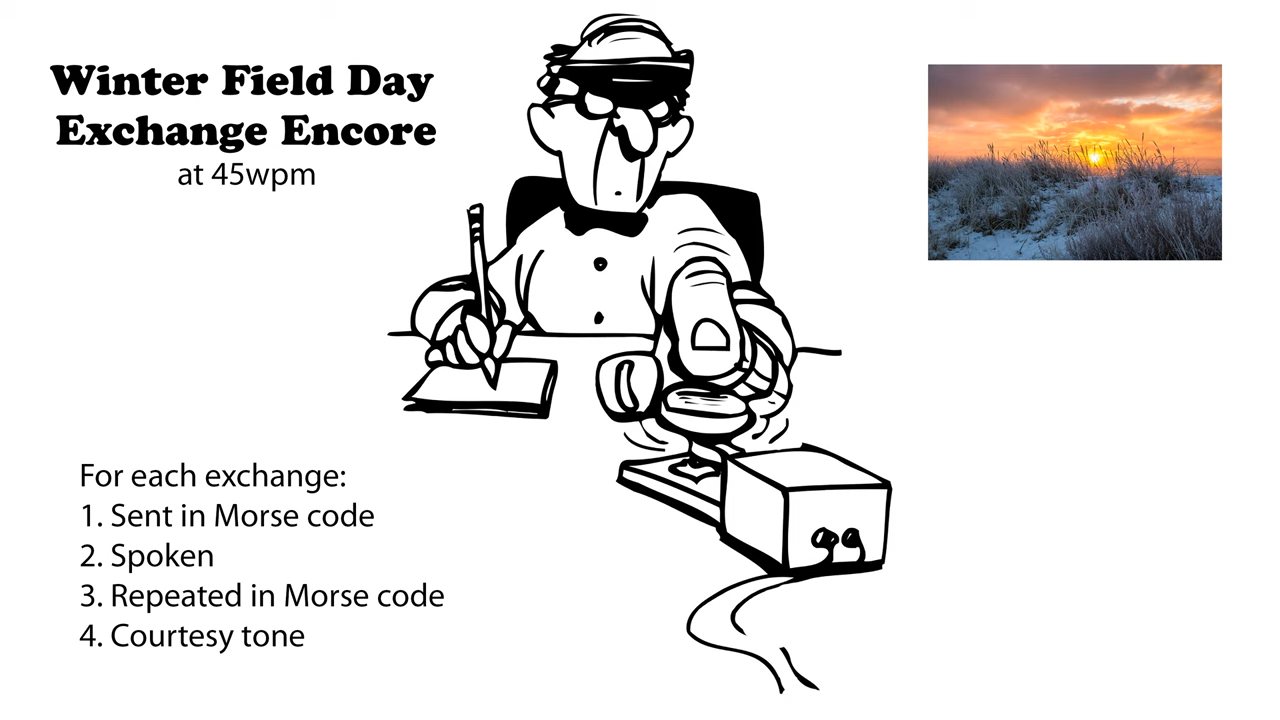 Winter Field Day
Exchange Encore
at 45wpm
For each exchange:
1. Sent in Morse code
2. Spoken
3. Repeated in Morse code
4. Courtesy tone